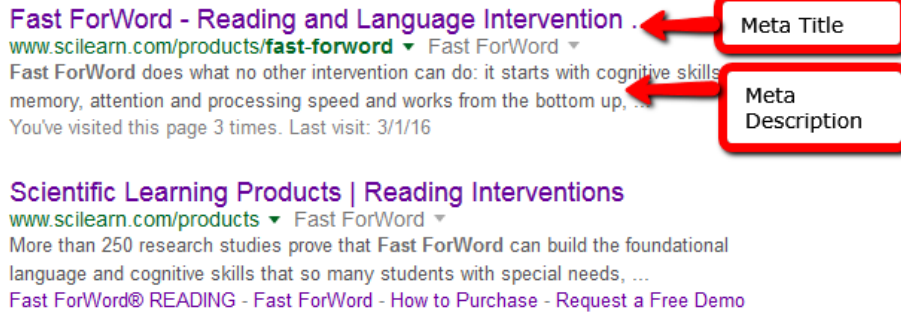 Fast ForWord - Reading and Language Intervention ...
Meta Title
www.scilearn.com/products/fast-forword ▼ Fast ForWord ▼
Fast ForWord does what no other intervention can do: it starts with cognitive skills
memory, attention and processing speed and works from the bottom up, ...
Meta
Description
You've visited this page 3 times. Last visit: 3/1/16
Scientific Learning Products | Reading Interventions
www.scilearn.com/products ▼ Fast ForWord ▼
More than 250 research studies prove that Fast ForWord can build the foundational
language and cognitive skills that so many students with special needs, ...
Fast ForWord® READING - Fast ForWord - How to Purchase - Request a Free Demo